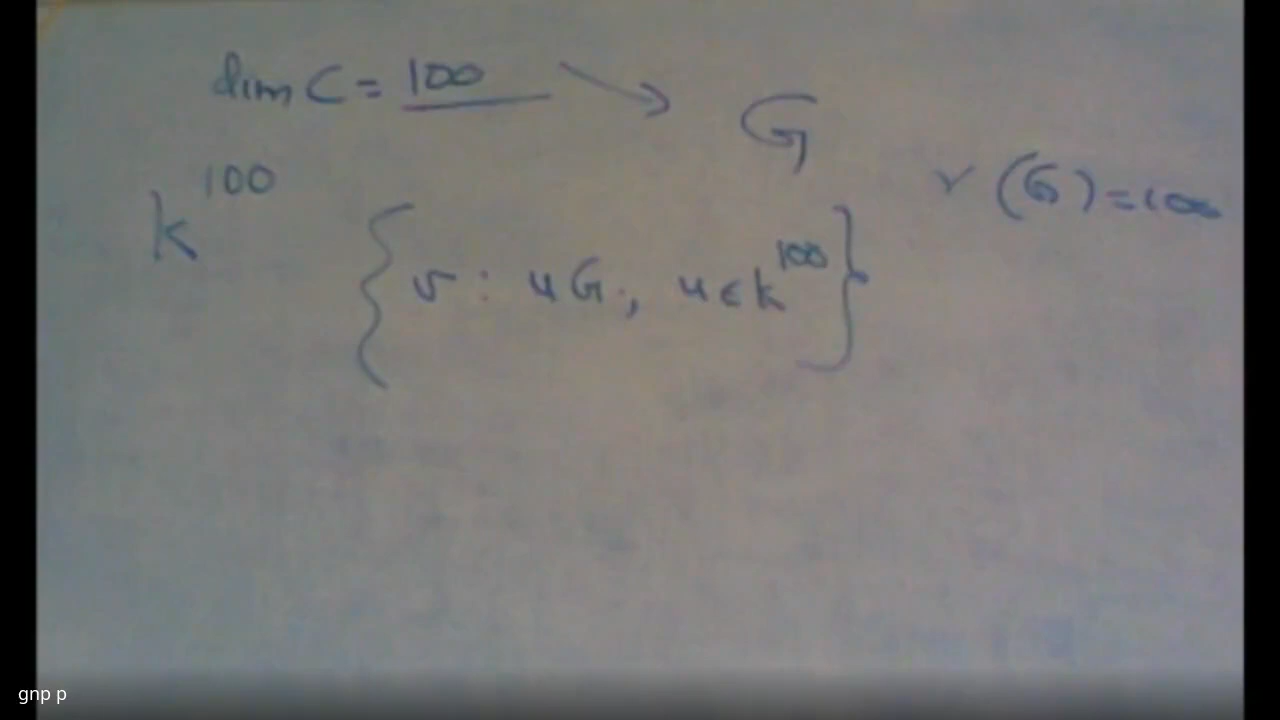 dim C = 100 → G
k^100 r(G) = 100
{ v : uG, u ∈ k^100 }
gnp p